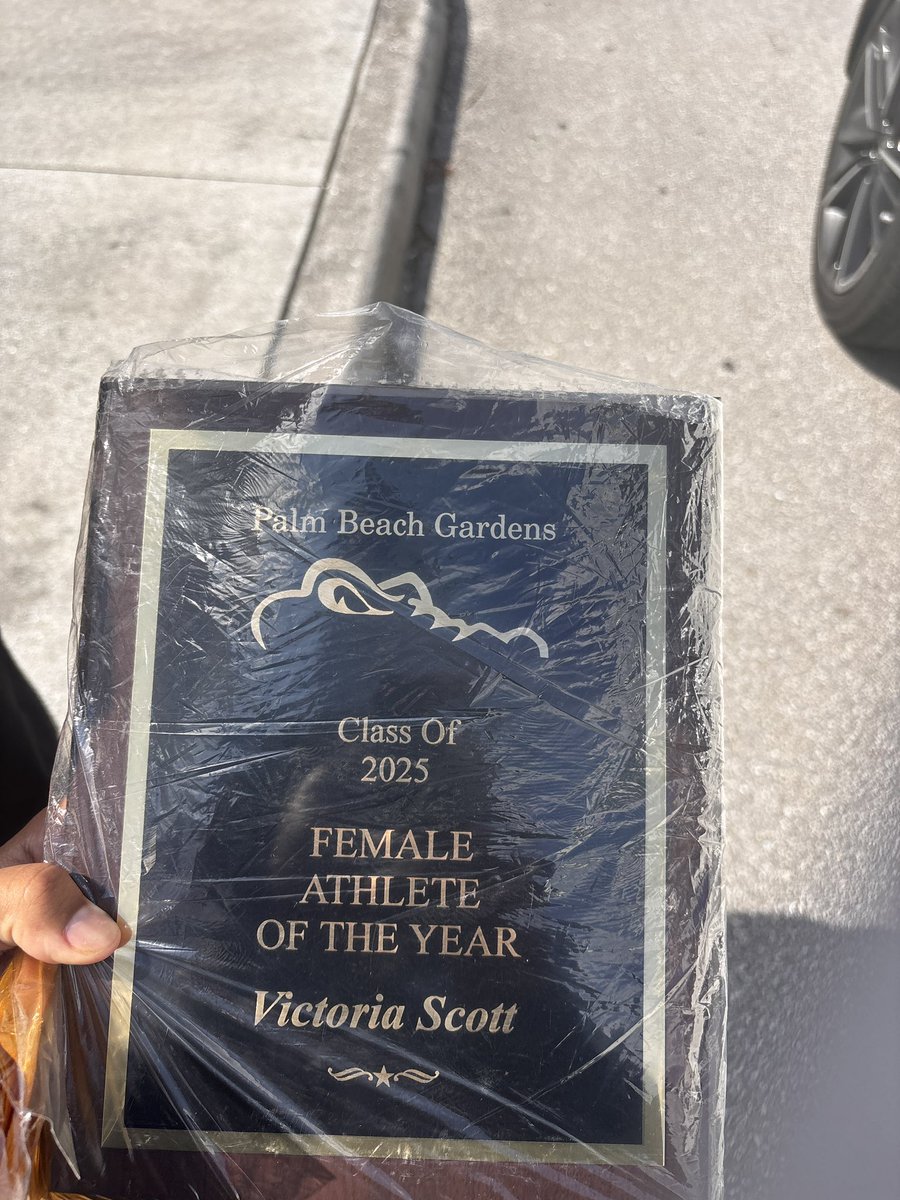 Palm Beach Gardens
Class Of
2025
FEMALE
ATHLETE
OF THE YEAR
Victoria Scott